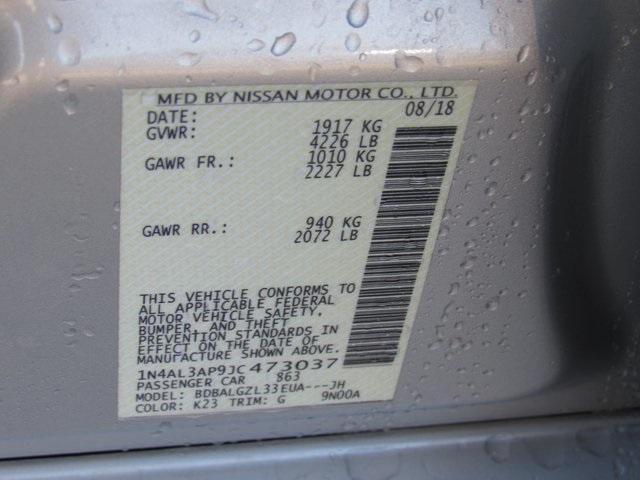 MFD BY NISSAN MOTOR CO., LTD.
DATE: 08/18
GVWR: 1917 KG
4226 LB
GAWR FR.: 1010 KG
2227 LB
GAWR RR.: 940 KG
2072 LB
THIS VEHICLE CONFORMS TO
ALL APPLICABLE FEDERAL
MOTOR VEHICLE SAFETY,
BUMPER, AND THEFT
PREVENTION STANDARDS IN
EFFECT ON THE DATE OF
MANUFACTURE SHOWN ABOVE.
1N4AL3AP9JC473037
PASSENGER CAR 863
MODEL: BDBALGZL33EUA---JH
COLOR: K23 TRIM: G 9N00A